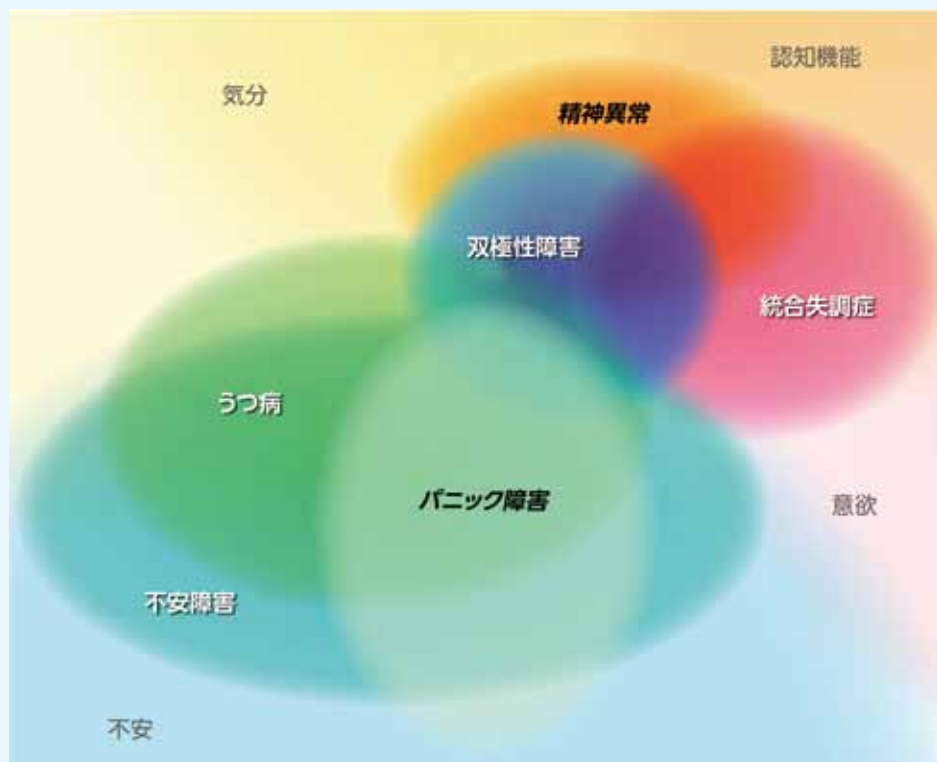 認知機能
気分
精神異常
双極性障害
統合失調症
うつ病
パニック障害
意欲
不安障害
不安